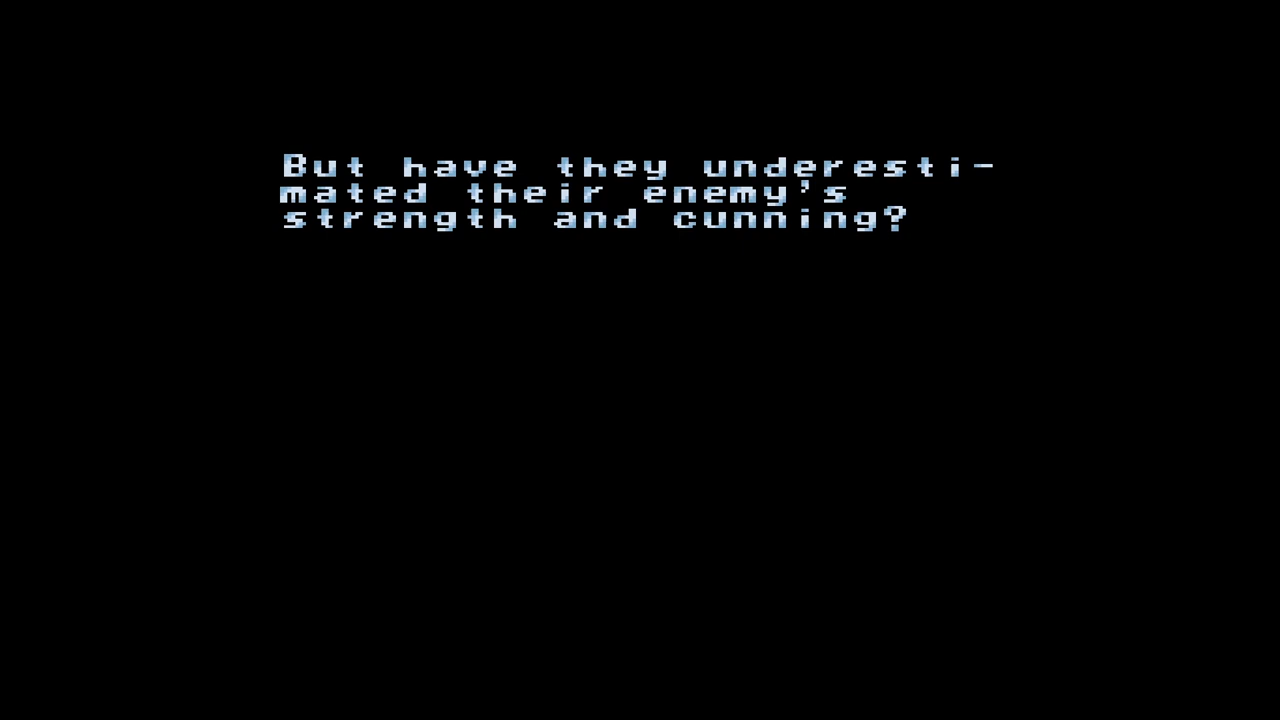 But have they underesti-
mated their enemy's
strength and cunning?